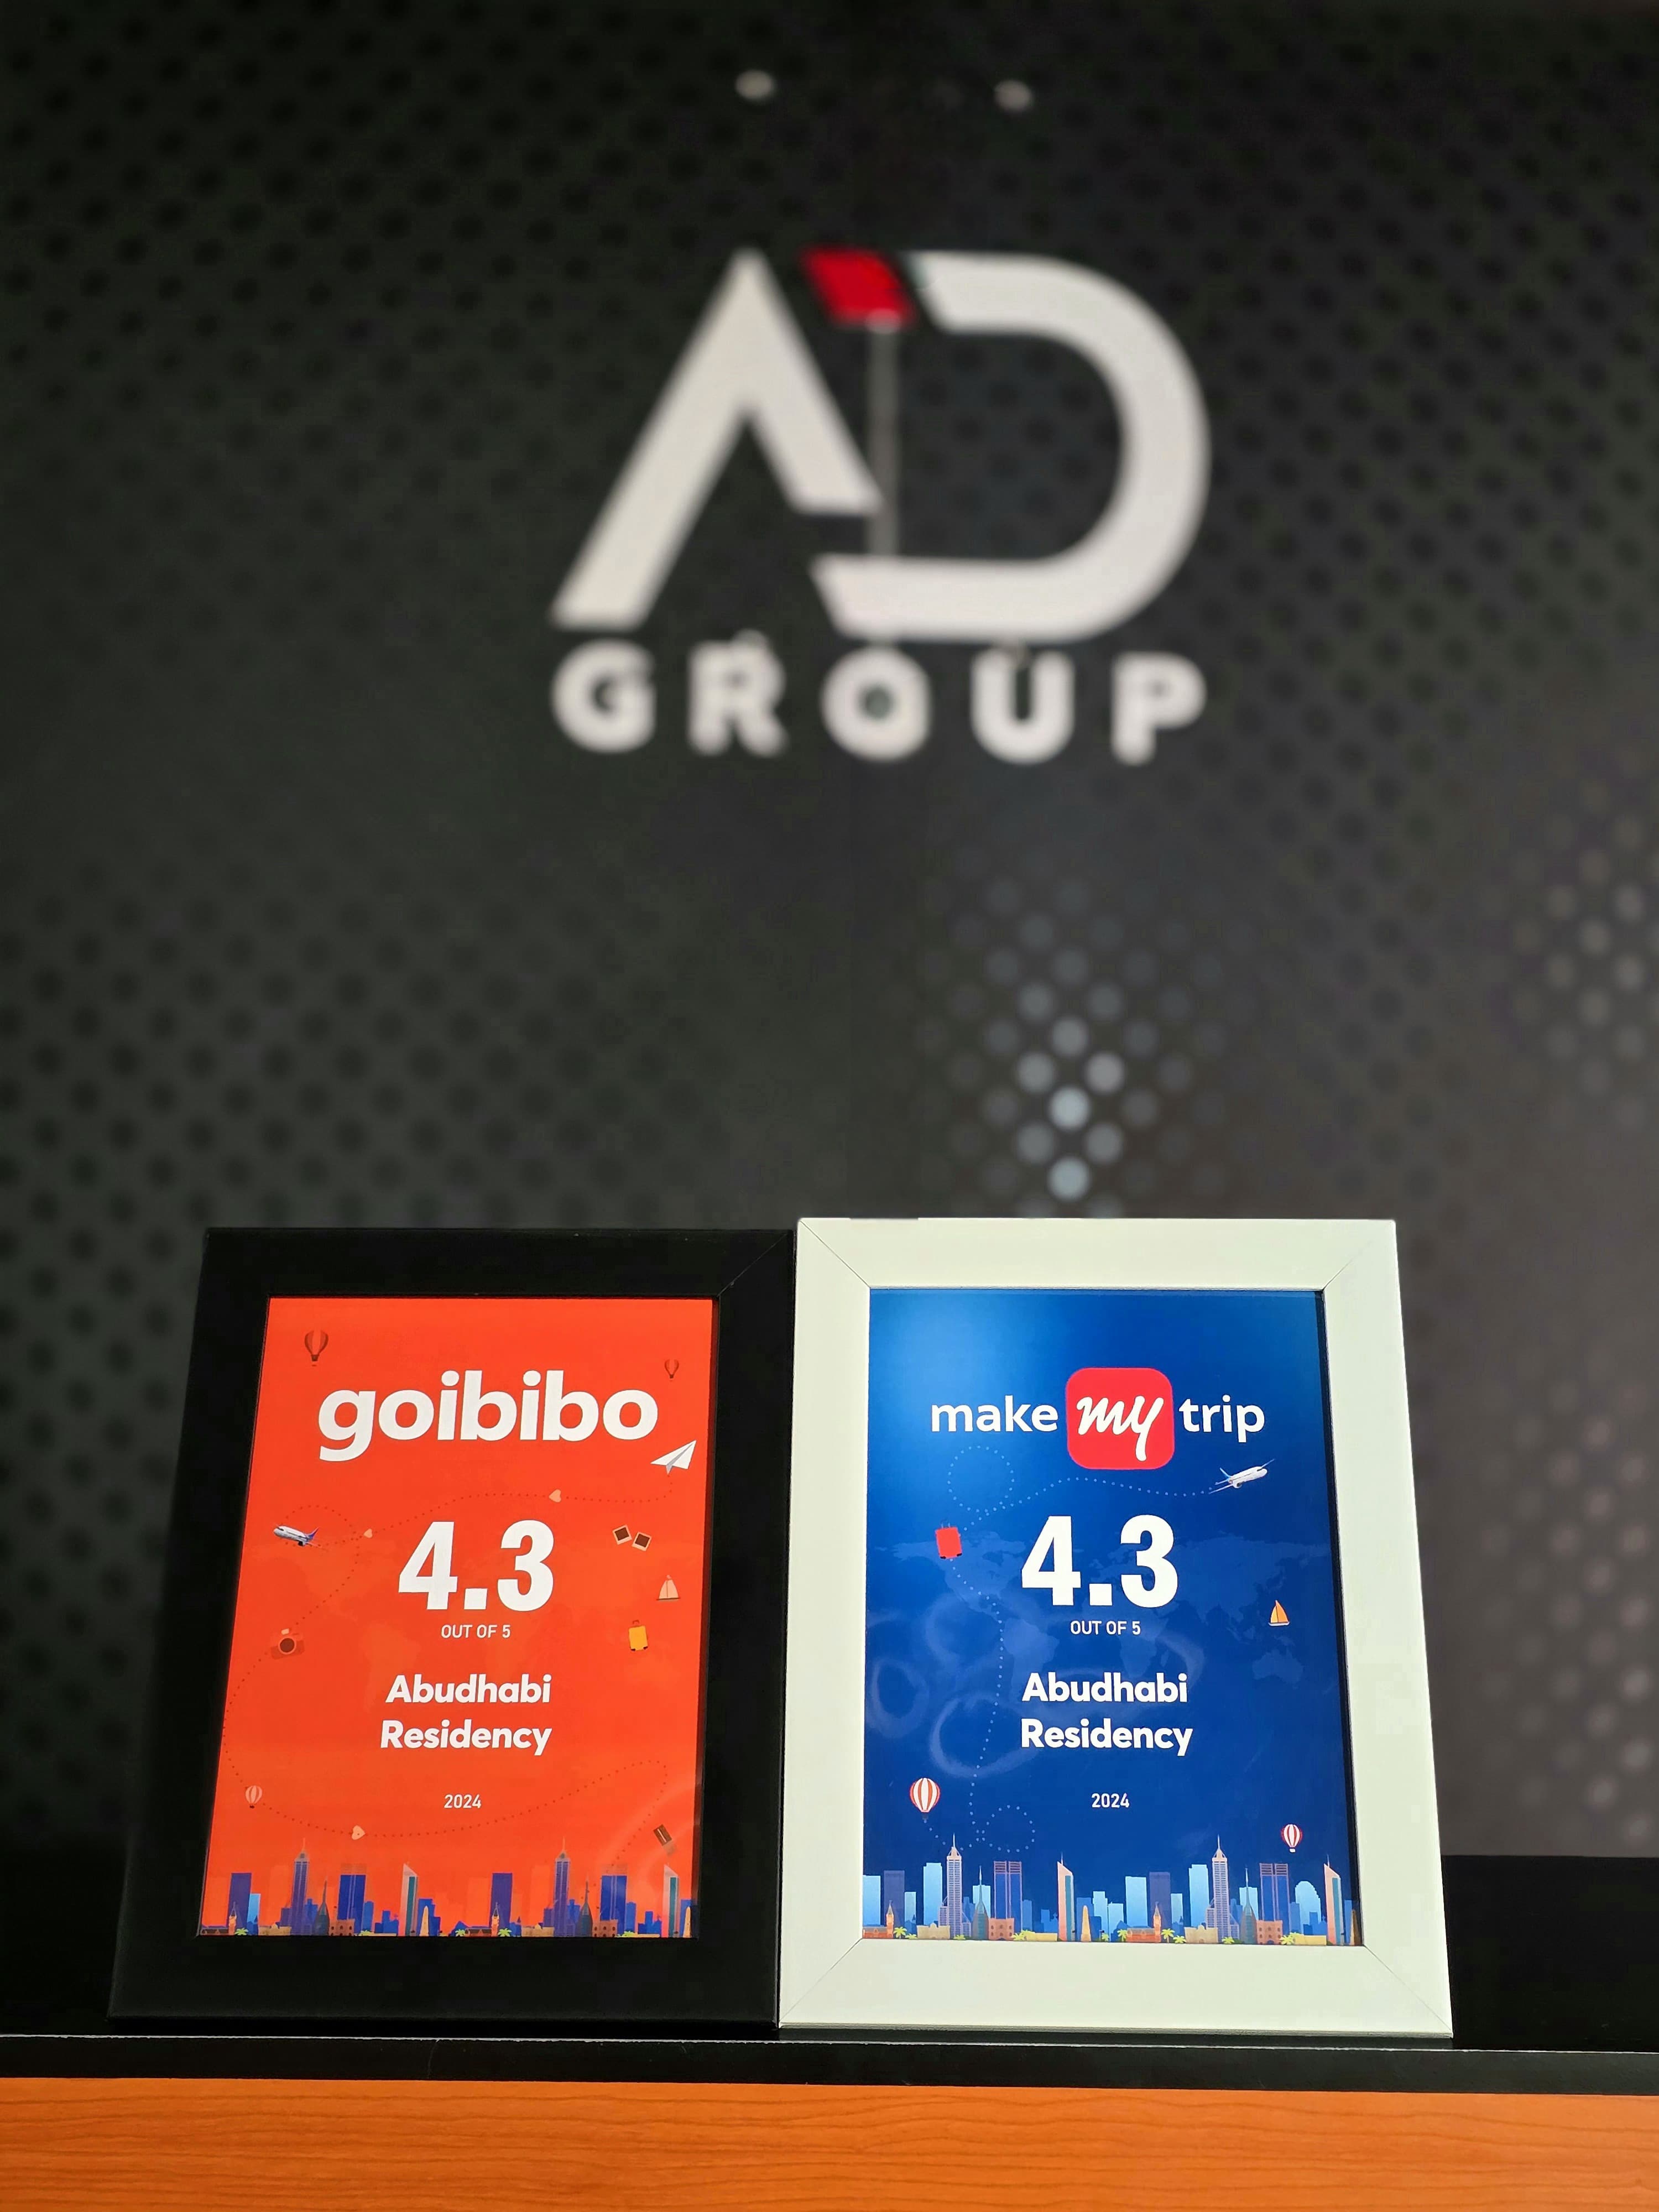 AD
GROUP
goibibo
4.3
OUT OF 5
Abudhabi
Residency
2024
make my trip
4.3
OUT OF 5
Abudhabi
Residency
2024